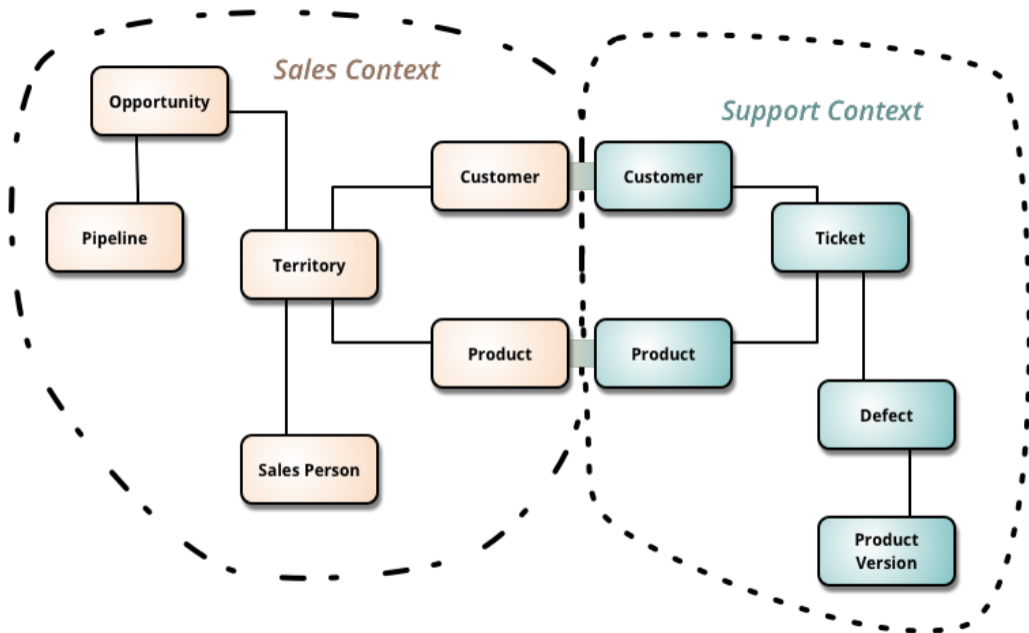 Sales Context
Support Context
Opportunity
Customer
Customer
Pipeline
Ticket
Territory
Product
Product
Defect
Sales Person
Product
Version